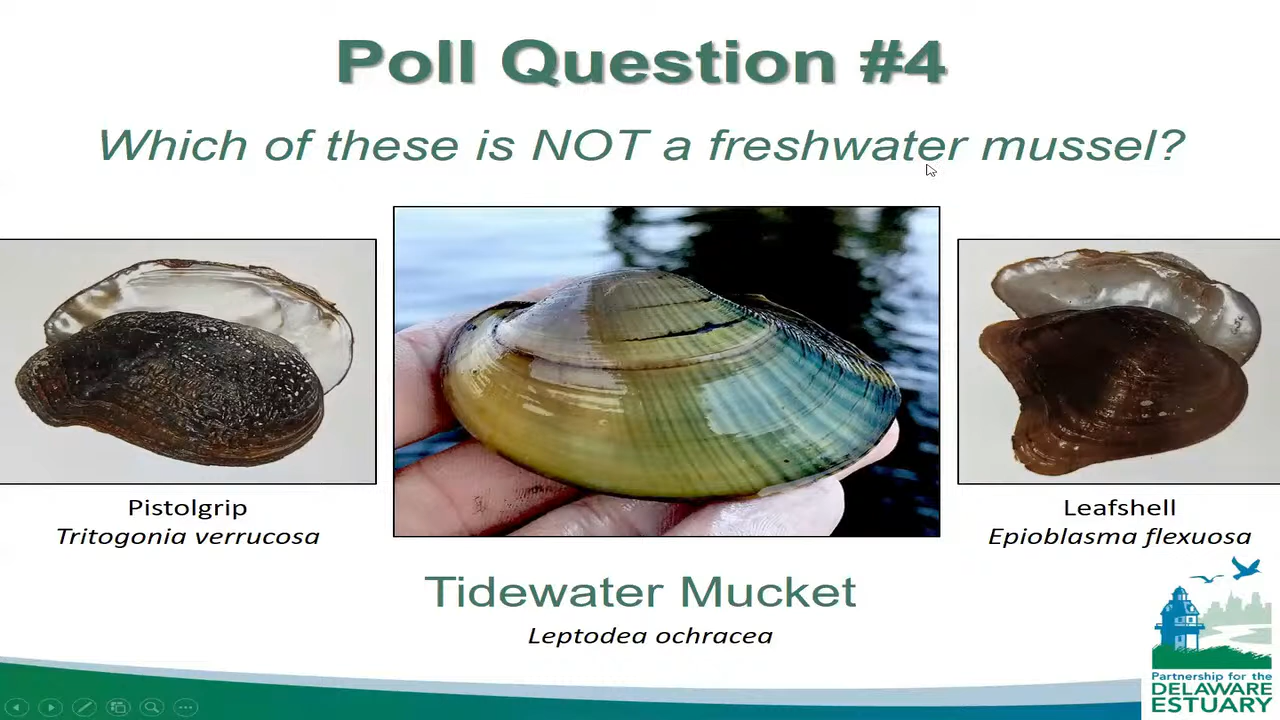 Poll Question #4
Which of these is NOT a freshwater mussel?
Pistolgrip
Tritogonia verrucosa
Tidewater Mucket
Leptodea ochracea
Leafshell
Epioblasma flexuosa
Partnership for the
DELAWARE
ESTUARY